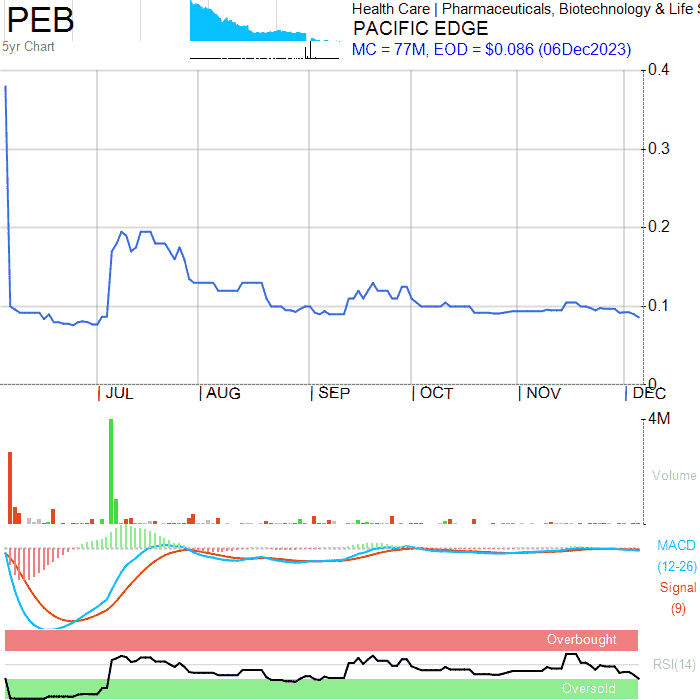 PEB
5yr Chart
Health Care | Pharmaceuticals, Biotechnology & Life S
PACIFIC EDGE
MC = 77M, EOD = $0.086 (06Dec2023)
0.4
0.3
0.2
0.1
0
| JUL
| AUG
| SEP
| OCT
| NOV
| DEC
4M
Volume
MACD
(12-26)
Signal
(9)
Overbought
RSI(14)
Oversold